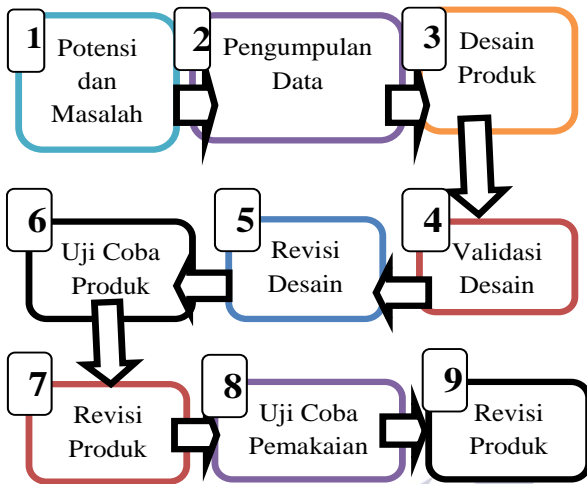 1
Potensi
dan
Masalah
2
Pengumpulan
Data
3
Desain
Produk
4
Validasi
Desain
5
Revisi
Desain
6
Uji Coba
Produk
7
Revisi
Produk
8
Uji Coba
Pemakaian
9
Revisi
Produk